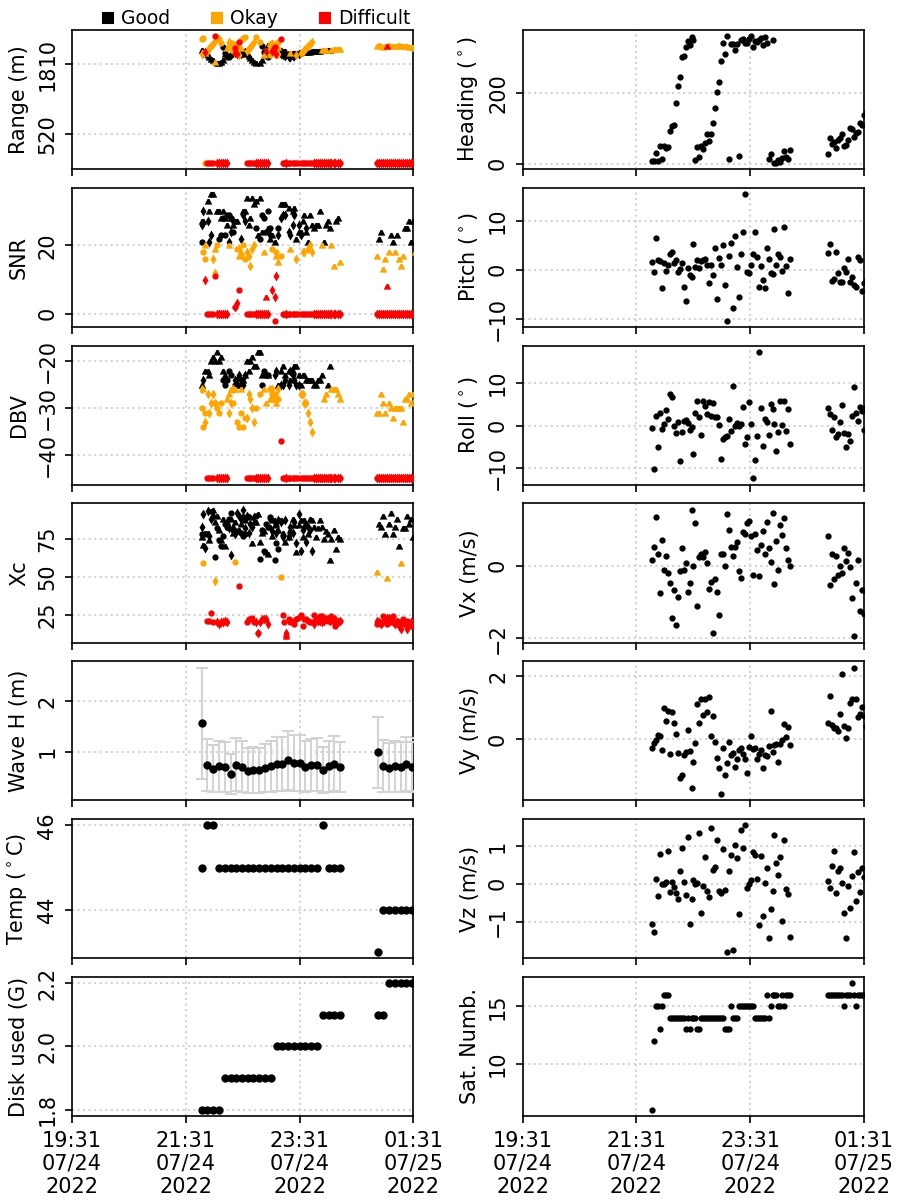 Good Okay Difficult
Range (m)
1810
520
Heading (°)
200
0
SNR
20
0
Pitch (°)
10
0
−10
DBV
−20
−30
−40
Roll (°)
10
0
−10
Xc
75
50
25
Vx (m/s)
0
−2
Wave H (m)
2
1
Vy (m/s)
2
0
Temp (°C)
46
44
Vz (m/s)
1
0
−1
Disk used (G)
2.2
2.0
1.8
Sat. Numb.
15
10
19:31 21:31 23:31 01:31 19:31 21:31 23:31 01:31
07/24 07/24 07/24 07/25 07/24 07/24 07/24 07/25
2022 2022 2022 2022 2022 2022 2022 2022